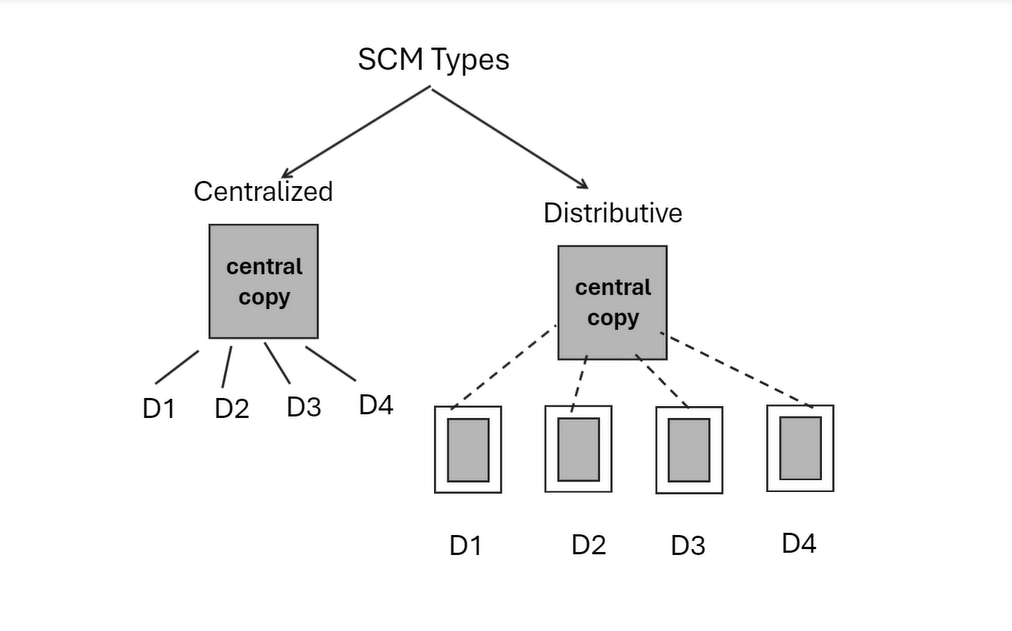 SCM Types
Centralized
central
copy
D1 D2 D3 D4
Distributive
central
copy
D1 D2 D3 D4